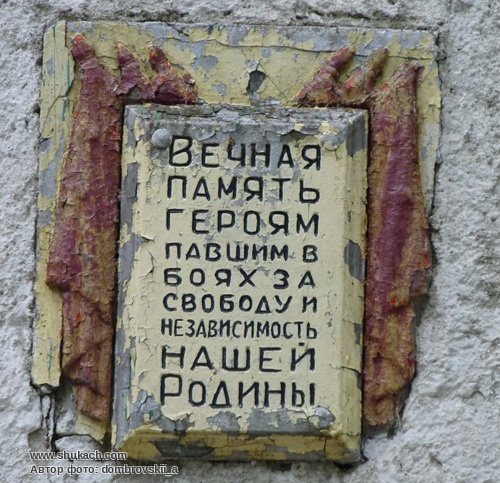 Вечная
память
героям
павшим в
боях за
свободу и
независимость
нашей
Родины
www.shukach.com
Автор фото: dombrovskii_a